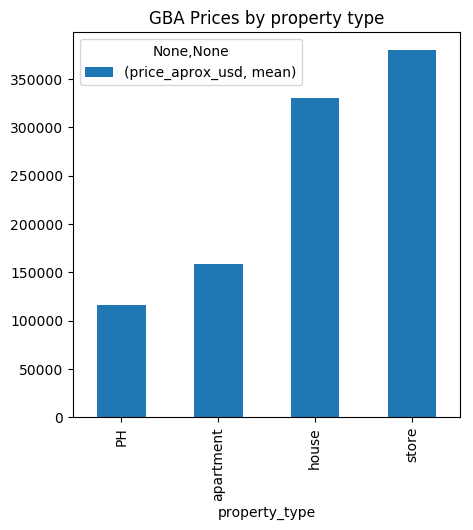 GBA Prices by property type
None,None
(price_aprox_usd, mean)
350000
300000
250000
200000
150000
100000
50000
0
PH
apartment
house
store
property_type